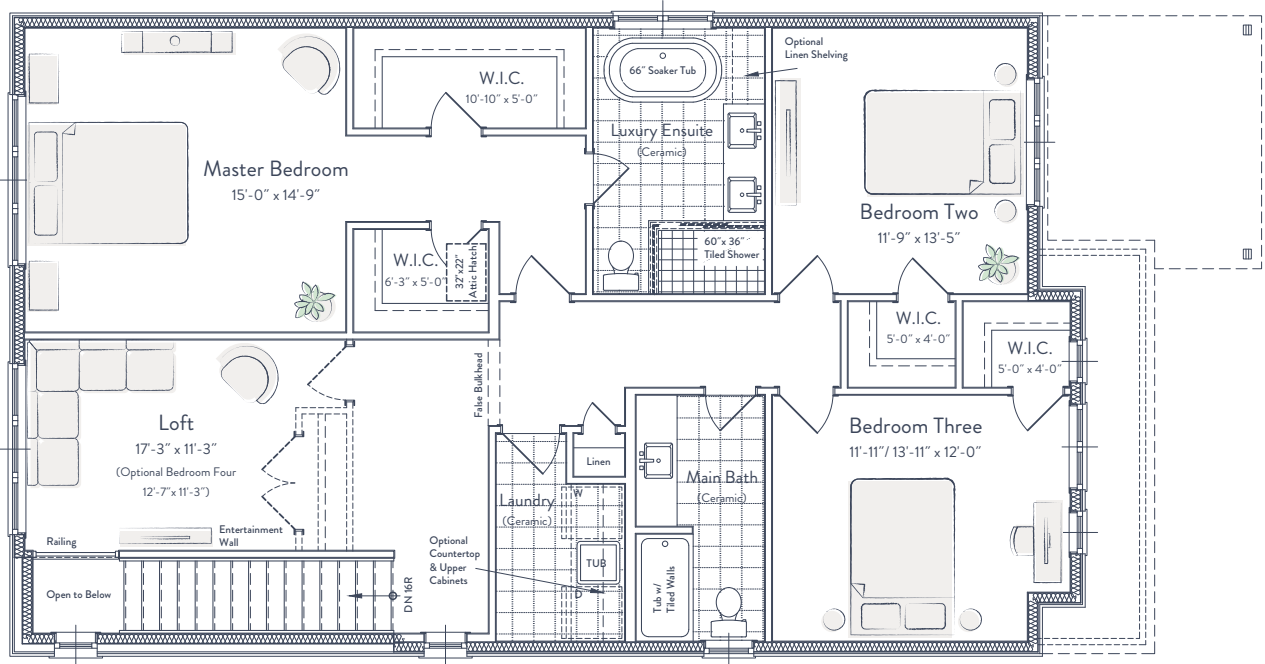 Optional
Linen Shelving
W.I.C.
10'-10" x 5'-0"
66" Soaker Tub
Luxury Ensuite
(Ceramic)
Master Bedroom
15'-0" x 14'-9"
Bedroom Two
11'-9" x 13'-5"
60"x 36"
Tiled Shower
W.I.C.
6'-3" x 5'-0"
32"x22"
Attic Hatch
W.I.C.
5'-0" x 4'-0"
W.I.C.
5'-0" x 4'-0"
False Bulkhead
Loft
17'-3" x 11'-3"
(Optional Bedroom Four
12'-7"x 11'-3")
Bedroom Three
11'-11"/ 13'-11" x 12'-0"
Linen
Main Bath
(Ceramic)
Laundry
(Ceramic)
W
TUB
D
Entertainment
Wall
Railing
Optional
Countertop
& Upper
Cabinets
Open to Below
DN 16R
Tub w/
Tiled Walls